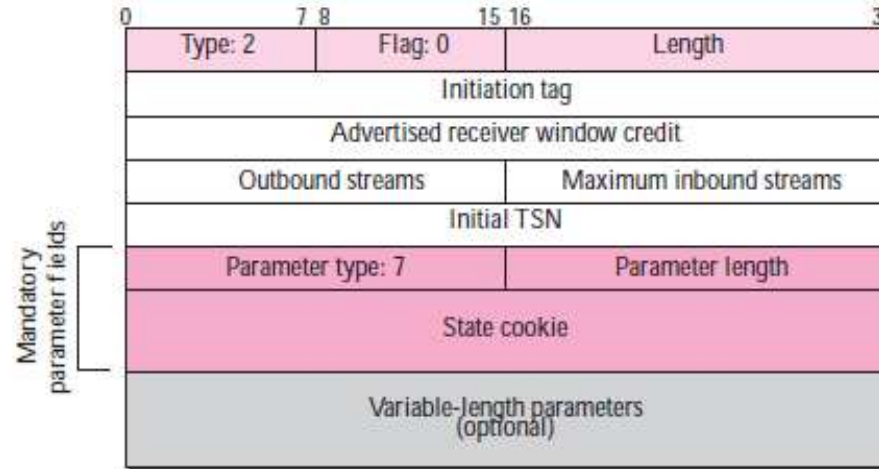 0 7 8 15 16 3
Type: 2 Flag: 0 Length
Initiation tag
Advertised receiver window credit
Outbound streams Maximum inbound streams
Initial TSN
Mandatory
parameter fields
Parameter type: 7 Parameter length
State cookie
Variable-length parameters
(optional)